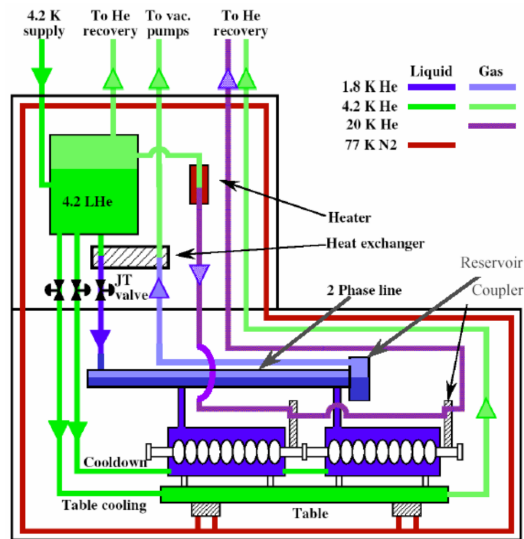 4.2 K
supply
To He
recovery
To vac.
pumps
To He
recovery
Liquid
Gas
1.8 K He
4.2 K He
20 K He
77 K N2
4.2 LHe
Heater
Heat exchanger
JT
valve
2 Phase line
Reservoir
Coupler
Cooldown
Table cooling
Table